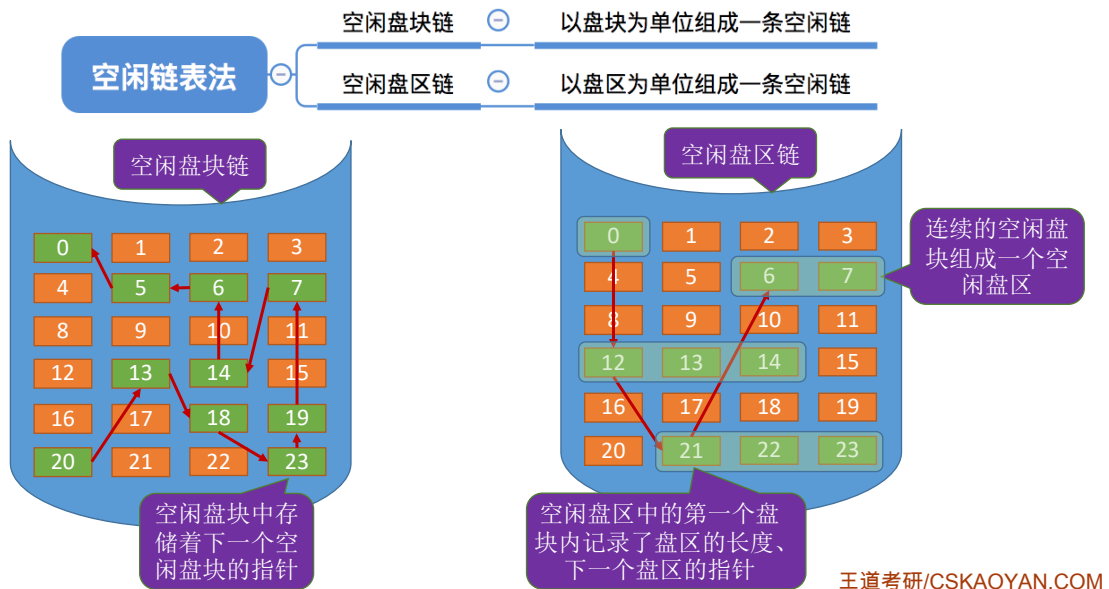 空闲链表法
空闲盘块链
以盘块为单位组成一条空闲链
空闲盘区链
以盘区为单位组成一条空闲链
空闲盘块链
0 1 2 3
4 5 6 7
8 9 10 11
12 13 14 15
16 17 18 19
20 21 22 23
空闲盘块中存
储着下一个空
闲盘块的指针
空闲盘区链
0 1 2 3
4 5 6 7
8 9 10 11
12 13 14 15
16 17 18 19
20 21 22 23
连续的空闲盘
块组成一个空
闲盘区
空闲盘区中的第一个盘
块内记录了盘区的长度、
下一个盘区的指针
王道考研/CSKAOYAN.COM